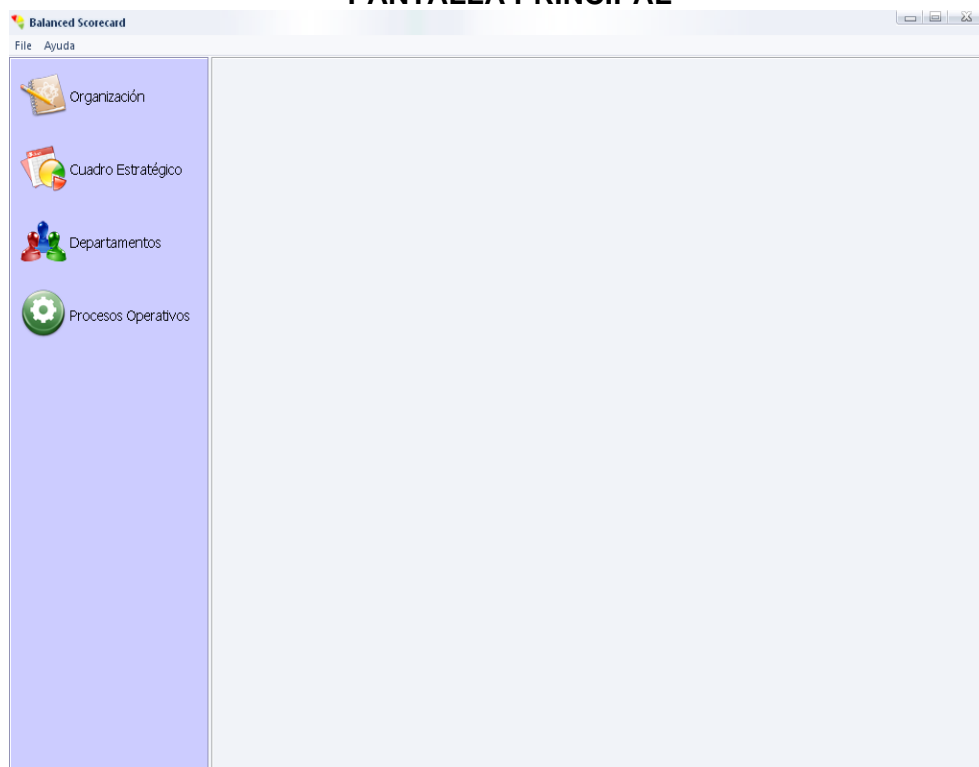 PANTALLA PRINCIPAL
Balanced Scorecard
File Ayuda
Organización
Cuadro Estratégico
Departamentos
Procesos Operativos